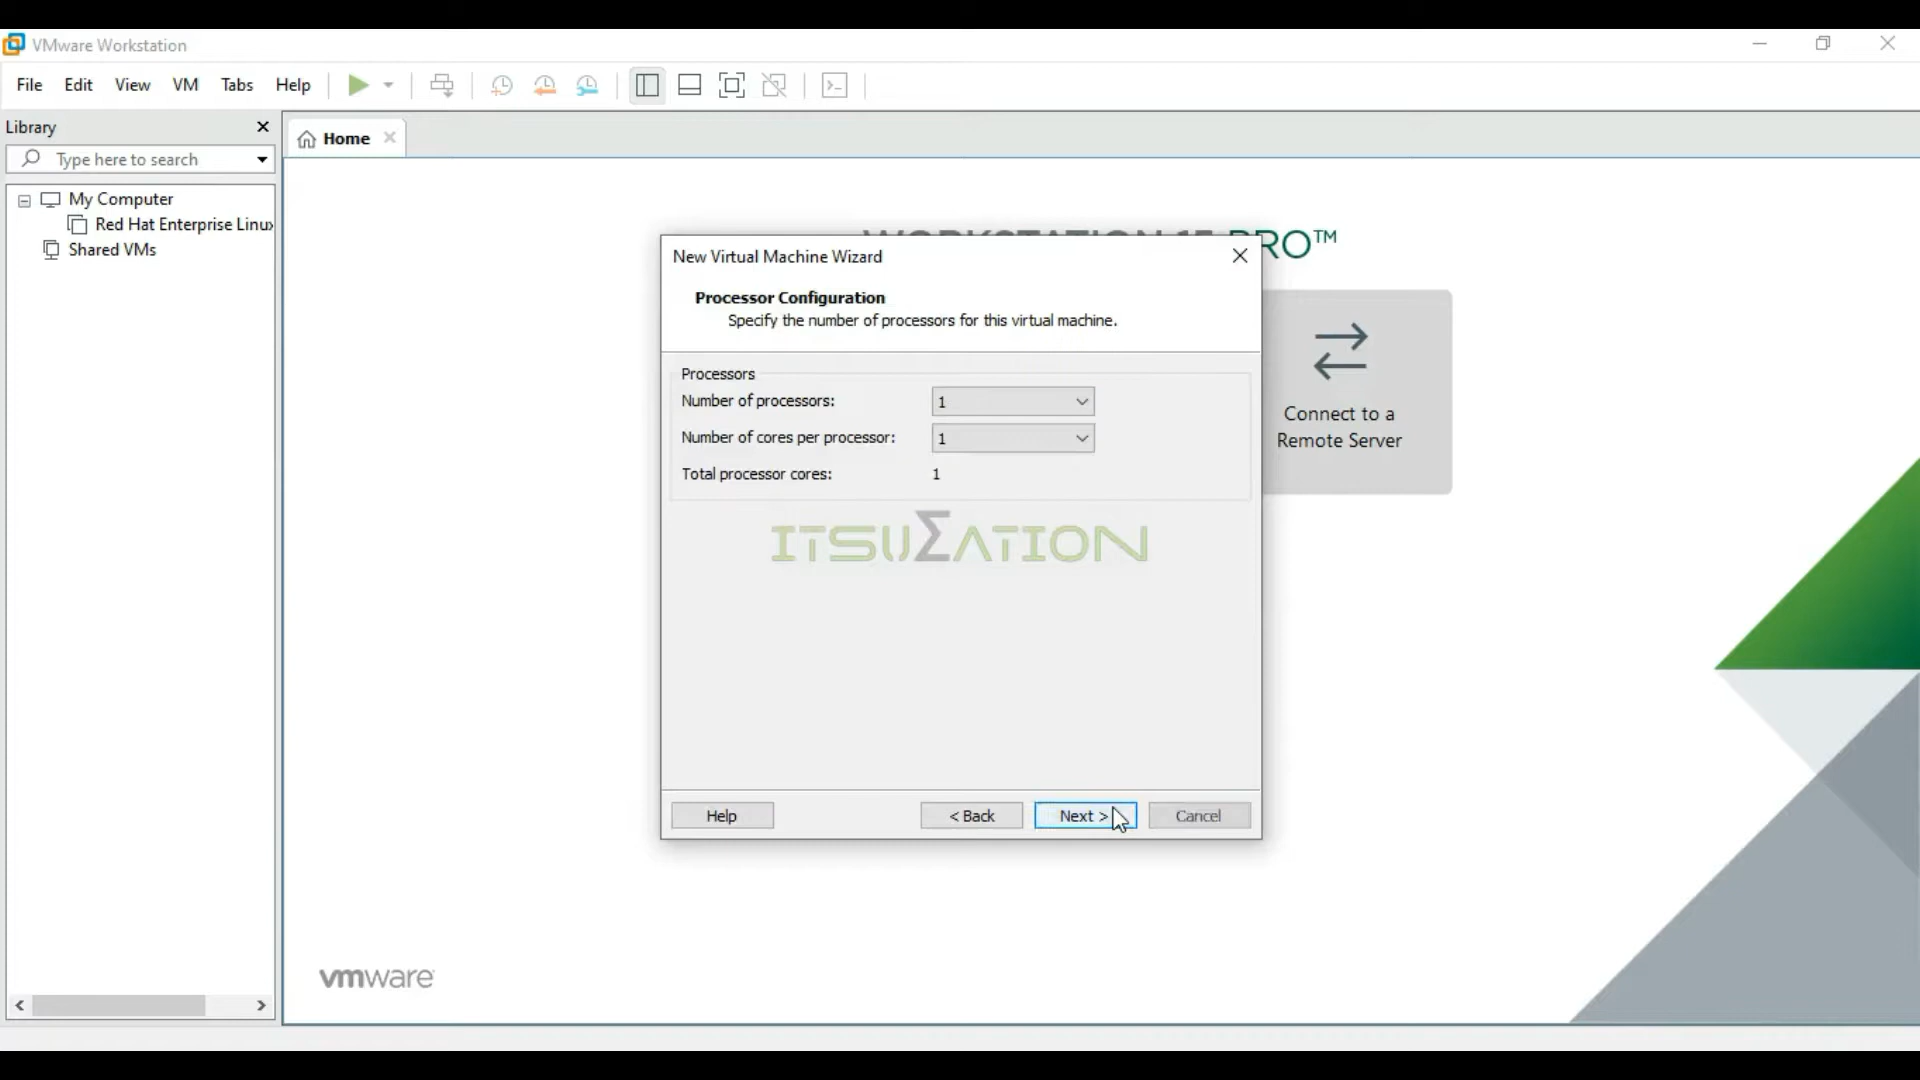 VMware Workstation
File Edit View VM Tabs Help
Library
Home
Type here to search
My Computer
Red Hat Enterprise Linux
Shared VMs
PRO™
New Virtual Machine Wizard
Processor Configuration
Specify the number of processors for this virtual machine.
Processors
Number of processors: 1
Number of cores per processor: 1
Total processor cores: 1
ITSUΣATION
Connect to a
Remote Server
Help < Back Next > Cancel
vmware